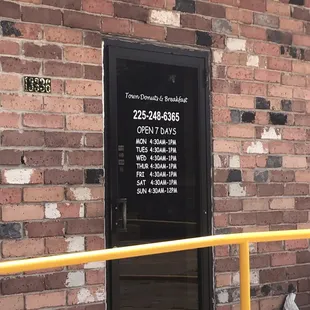 13330
Town Donuts & Breakfast
225-248-6365
OPEN 7 DAYS
MON 4:30AM-1PM
TUES 4:30AM-1PM
WED 4:30AM-1PM
THUR 4:30AM-1PM
FRI 4:30AM-1PM
SAT 4:30AM-1PM
SUN 4:30AM-12PM